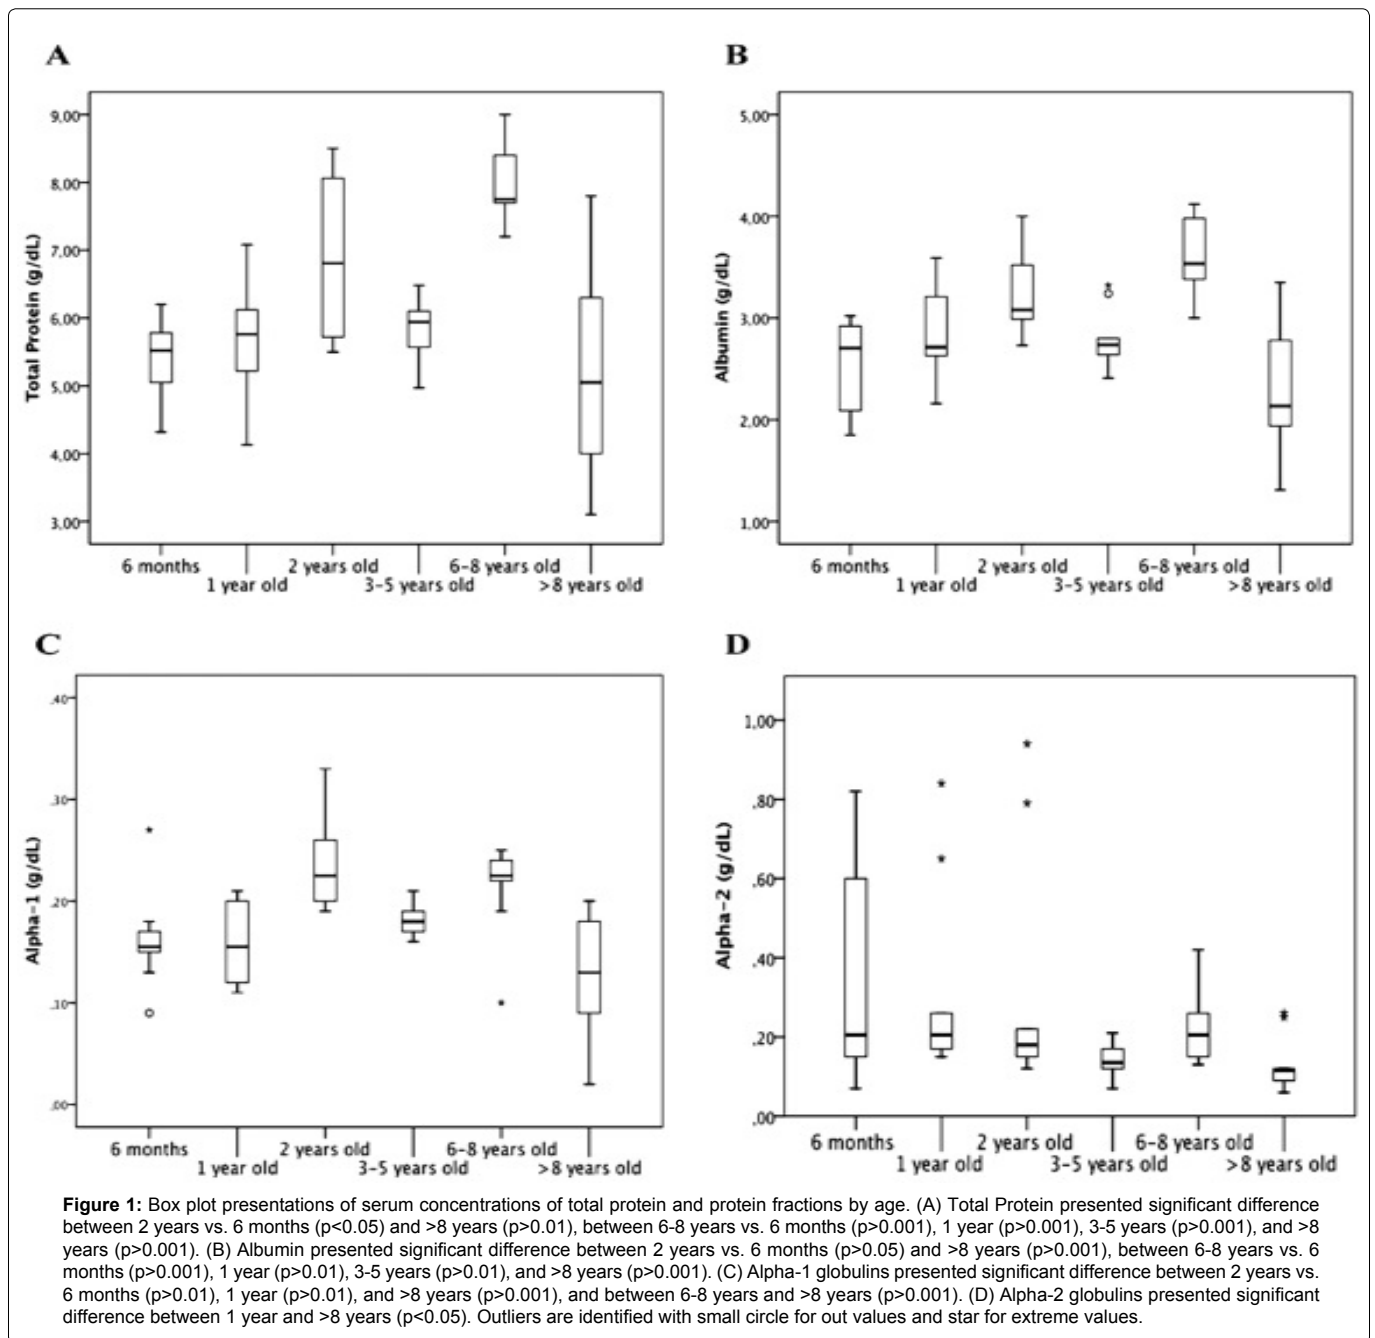 A
B
9,00
8,00
7,00
6,00
5,00
4,00
3,00
Total Protein (g/dL)
6 months
1 year old
2 years old
3-5 years old
6-8 years old
>8 years old
5,00
4,00
3,00
2,00
1,00
Albumin (g/dL)
6 months
1 year old
2 years old
3-5 years old
6-8 years old
>8 years old
C
D
,40
,30
,20
,10
,00
Alpha-1 (g/dL)
6 months
1 year old
2 years old
3-5 years old
6-8 years old
>8 years old
1,00
,80
,60
,40
,20
,00
Alpha-2 (g/dL)
6 months
1 year old
2 years old
3-5 years old
6-8 years old
>8 years old
Figure 1: Box plot presentations of serum concentrations of total protein and protein fractions by age. (A) Total Protein presented significant difference
between 2 years vs. 6 months (p<0.05) and >8 years (p>0.01), between 6-8 years vs. 6 months (p>0.001), 1 year (p>0.001), 3-5 years (p>0.001), and >8
years (p>0.001). (B) Albumin presented significant difference between 2 years vs. 6 months (p>0.05) and >8 years (p>0.001), between 6-8 years vs. 6
months (p>0.001), 1 year (p>0.01), 3-5 years (p>0.01), and >8 years (p>0.001). (C) Alpha-1 globulins presented significant difference between 2 years vs.
6 months (p>0.01), 1 year (p>0.01), and >8 years (p>0.001), and between 6-8 years and >8 years (p>0.001). (D) Alpha-2 globulins presented significant
difference between 1 year and >8 years (p<0.05). Outliers are identified with small circle for out values and star for extreme values.